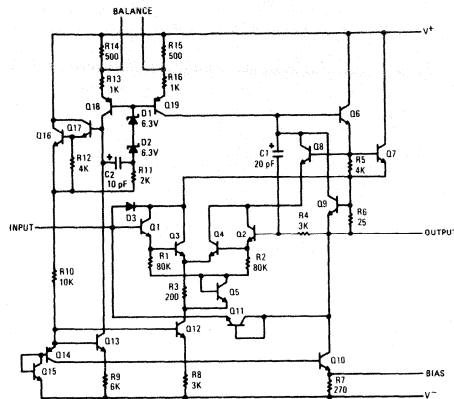 BALANCE
V+
R14
500
R15
500
R13
1K
R16
1K
Q18
Q19
D1
6.3V
Q6
Q16
Q17
D2
6.3V
C1
20 pF
Q8
Q7
R12
4K
C2
10 pF
R11
2K
R5
4K
Q9
D3
R6
25
INPUT
Q1
Q3
Q4
Q2
R4
3K
OUTPUT
R1
80K
R2
80K
R10
10K
R3
200
Q5
Q11
Q12
Q14
Q13
Q15
Q10
R9
6K
R8
3K
R7
270
BIAS
V-